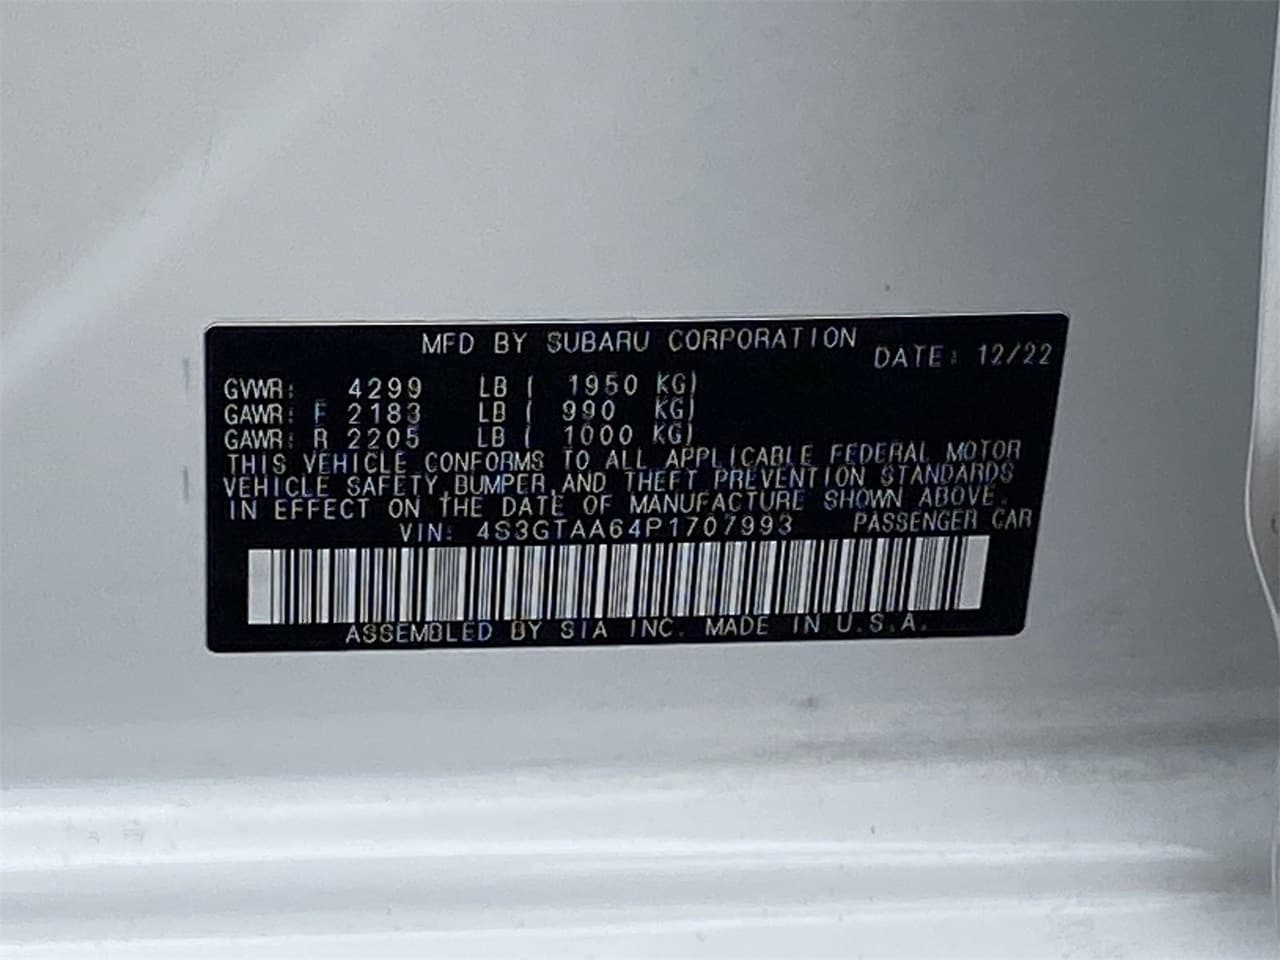 MFD BY SUBARU CORPORATION DATE: 12/22
GVWR: 4299 LB ( 1950 KG)
GAWR: F 2183 LB ( 990 KG)
GAWR: R 2205 LB ( 1000 KG)
THIS VEHICLE CONFORMS TO ALL APPLICABLE FEDERAL MOTOR
VEHICLE SAFETY,BUMPER,AND THEFT PREVENTION STANDARDS
IN EFFECT ON THE DATE OF MANUFACTURE SHOWN ABOVE.
VIN: 4S3GTAA64P1707993 PASSENGER CAR
ASSEMBLED BY SIA INC. MADE IN U.S.A.